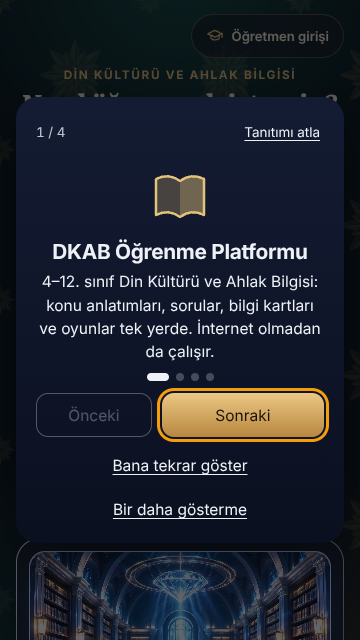 Öğretmen girişi
DİN KÜLTÜRÜ VE AHLAK BİLGİSİ
1 / 4
Tanıtımı atla
DKAB Öğrenme Platformu
4–12. sınıf Din Kültürü ve Ahlak Bilgisi:
konu anlatımları, sorular, bilgi kartları
ve oyunlar tek yerde. İnternet olmadan
da çalışır.
Önceki
Sonraki
Bana tekrar göster
Bir daha gösterme